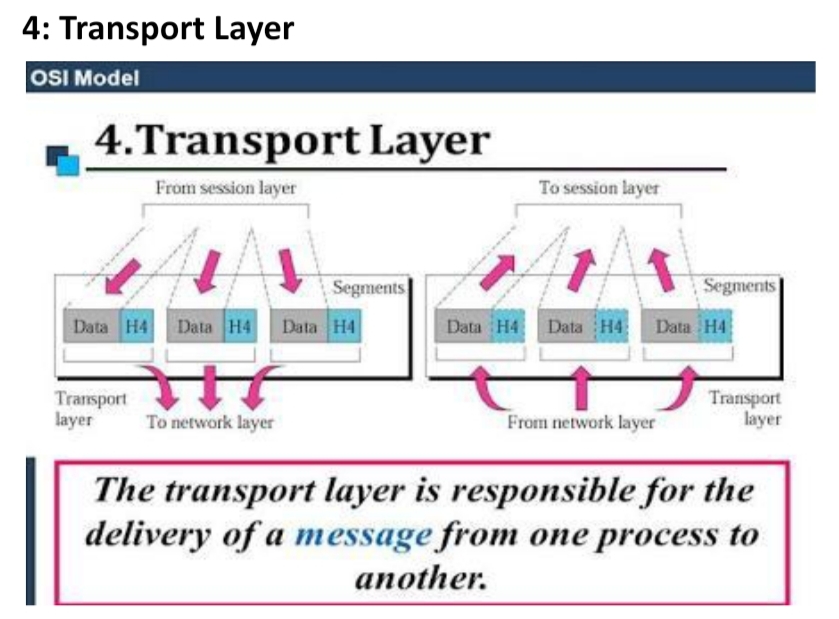 4: Transport Layer
OSI Model
4.Transport Layer
From session layer
To session layer
Segments
Segments
Data H4 Data H4 Data H4
Data H4 Data H4 Data H4
Transport
layer
To network layer
From network layer
Transport
layer
The transport layer is responsible for the
delivery of a message from one process to
another.